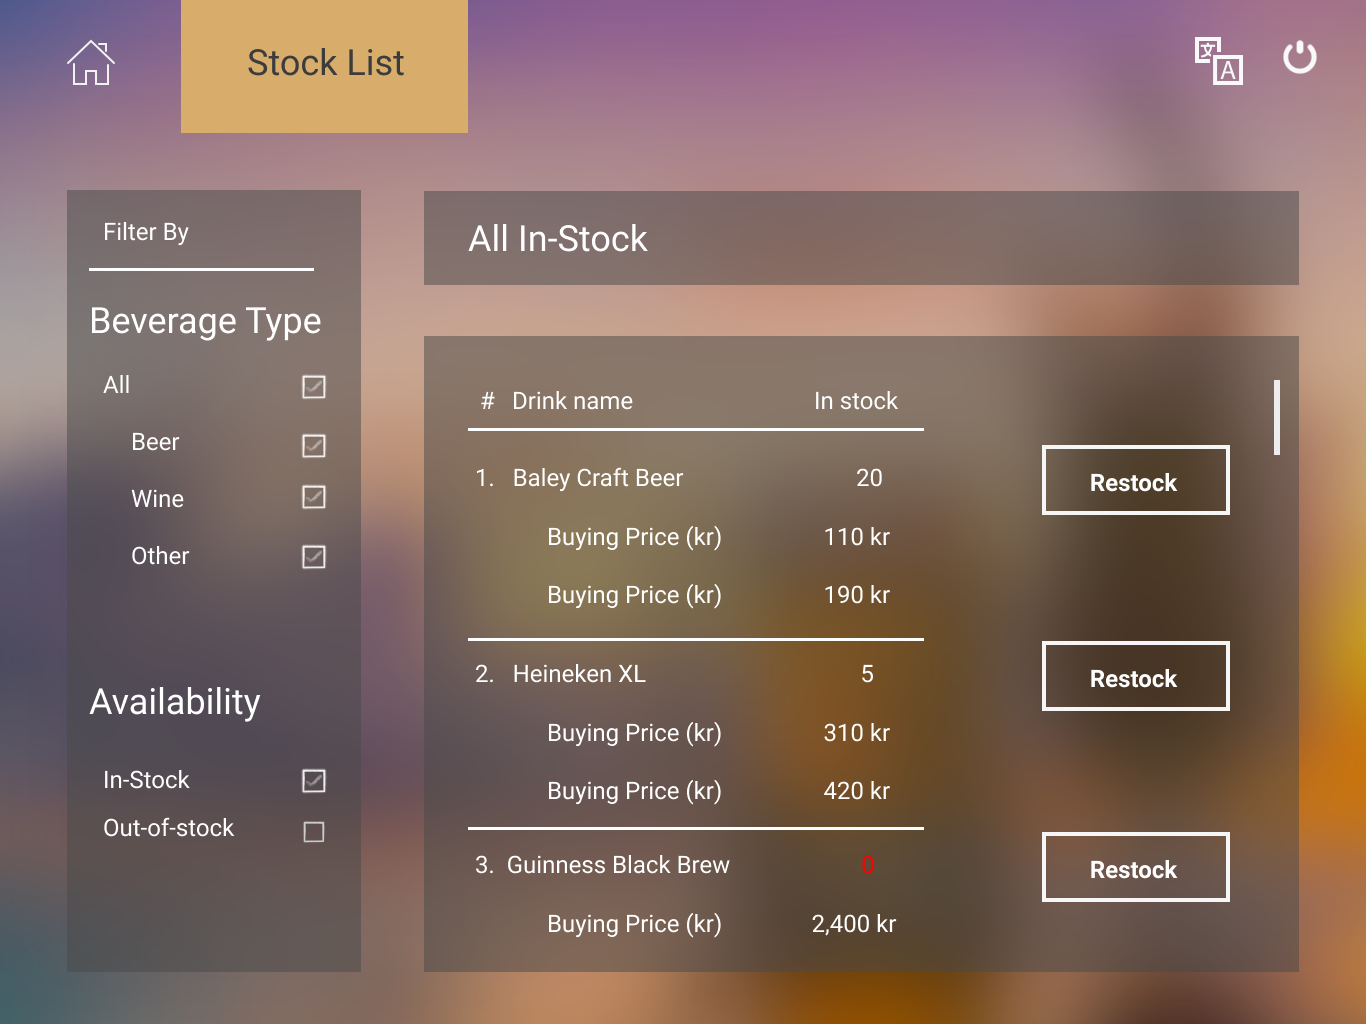 Stock List
文 A
Filter By
Beverage Type
All
Beer
Wine
Other
Availability
In-Stock
Out-of-stock
All In-Stock
# Drink name In stock
1. Baley Craft Beer 20
Restock
Buying Price (kr) 110 kr
Buying Price (kr) 190 kr
2. Heineken XL 5
Restock
Buying Price (kr) 310 kr
Buying Price (kr) 420 kr
3. Guinness Black Brew 0
Restock
Buying Price (kr) 2,400 kr